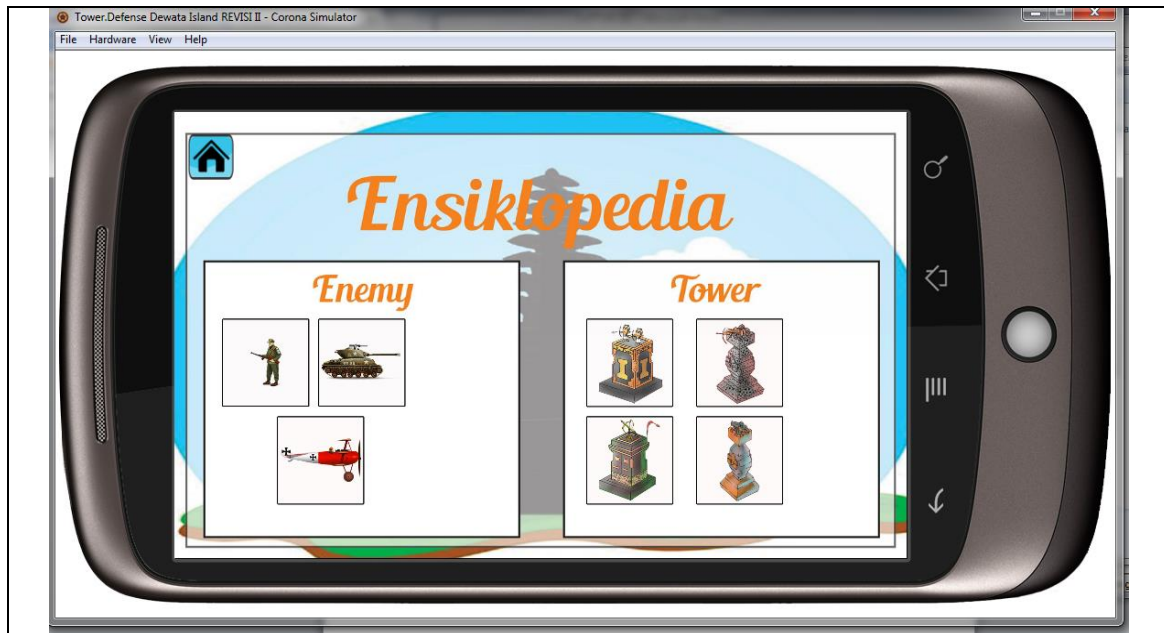 Tower.Defense Dewata Island REVISI II - Corona Simulator
File Hardware View Help
Ensiklopedia
Enemy
Tower